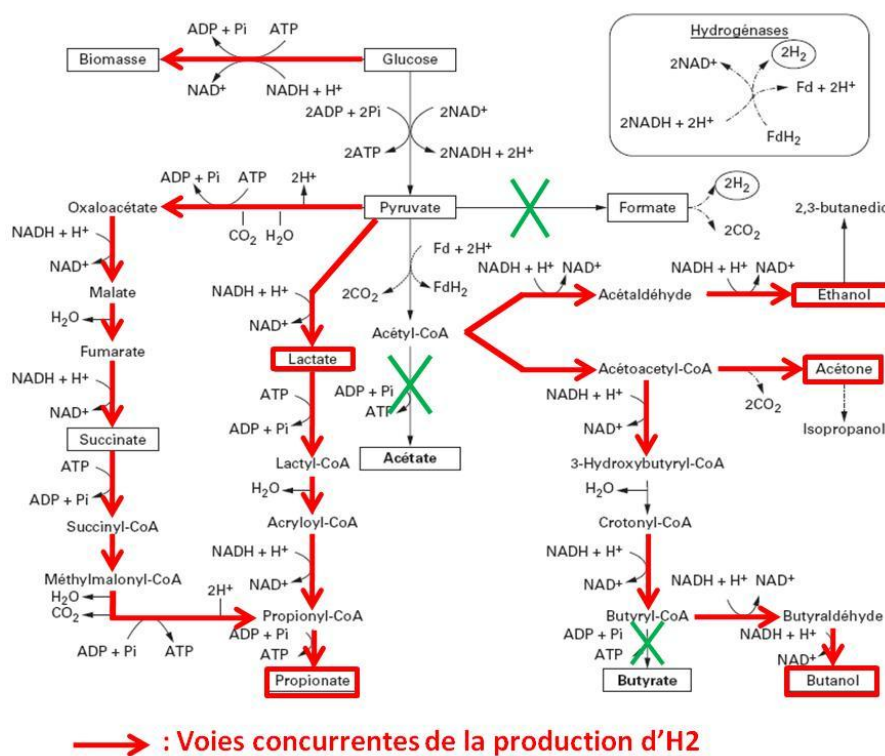 Hydrogénases
2NAD⁺
2H₂
Fd + 2H⁺
2NADH + 2H⁺
FdH₂
ADP + Pi
ATP
Biomasse
Glucose
NAD⁺
NADH + H⁺
2ADP + 2Pi
2NAD⁺
2ATP
2NADH + 2H⁺
ADP + Pi
ATP
2H⁺
Oxaloacétate
CO₂
H₂O
Pyruvate
Formate
2H₂
2CO₂
2,3-butanedio
NADH + H⁺
NAD⁺
Malate
H₂O
Fumarate
NADH + H⁺
NAD⁺
Succinate
ATP
ADP + Pi
Succinyl-CoA
Méthylmalonyl-CoA
H₂O
CO₂
ADP + Pi
ATP
2H⁺
NADH + H⁺
NAD⁺
Lactate
ATP
ADP + Pi
Lactyl-CoA
H₂O
Acryloyl-CoA
NADH + H⁺
NAD⁺
Propionyl-CoA
ADP + Pi
ATP
Propionate
Fd + 2H⁺
FdH₂
2CO₂
Acétyl-CoA
ADP + Pi
ATP
Acétate
NADH + H⁺
NAD⁺
Acétaldéhyde
NADH + H⁺
NAD⁺
Ethanol
Acétoacetyl-CoA
2CO₂
Acétone
Isopropanol
NADH + H⁺
NAD⁺
3-Hydroxybutyryl-CoA
H₂O
Crotonyl-CoA
NADH + H⁺
NAD⁺
Butyryl-CoA
ADP + Pi
ATP
Butyrate
NADH + H⁺
NAD⁺
Butyraldéhyde
NADH + H⁺
NAD⁺
Butanol
: Voies concurrentes de la production d'H2